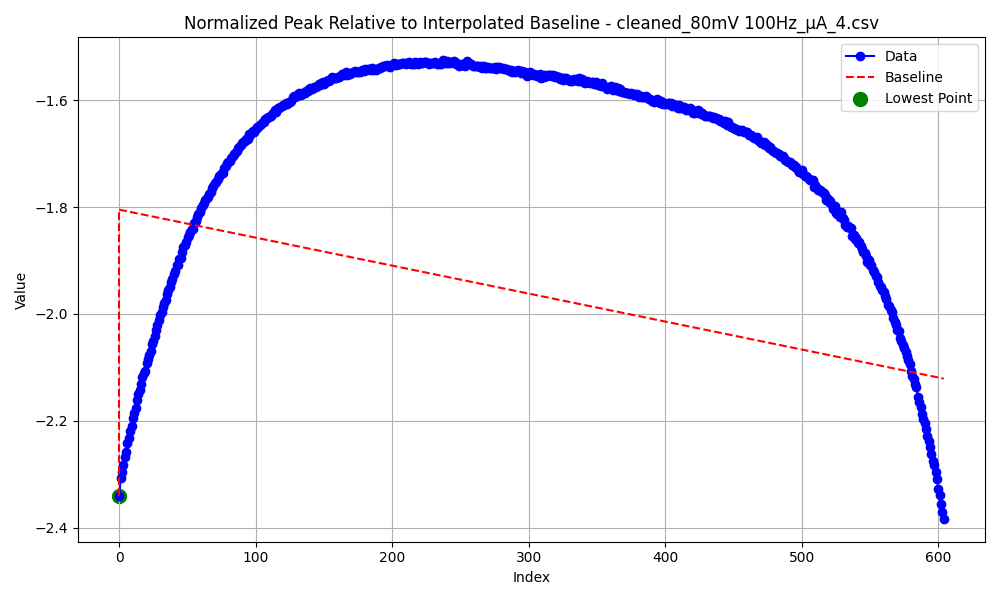 Normalized Peak Relative to Interpolated Baseline - cleaned_80mV 100Hz_μA_4.csv
Data
Baseline
Lowest Point
Value
−1.6
−1.8
−2.0
−2.2
−2.4
0 100 200 300 400 500 600
Index